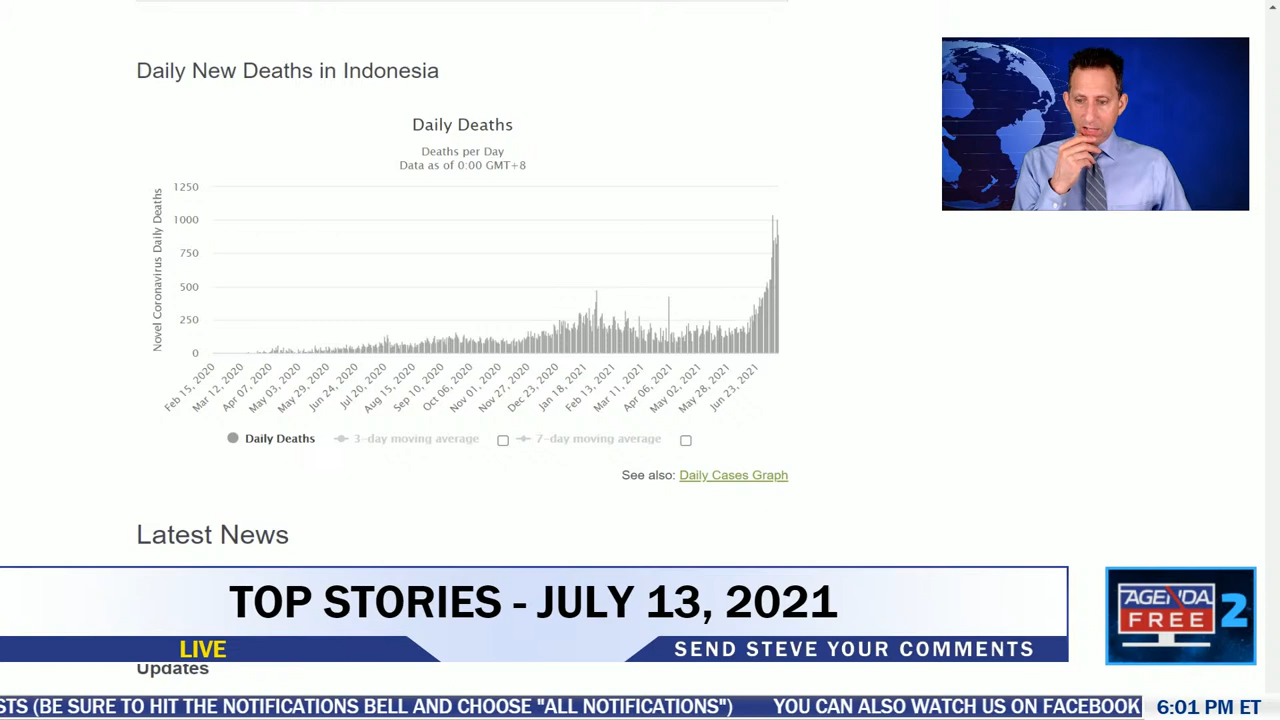 Daily New Deaths in Indonesia
Daily Deaths
Deaths per Day
Data as of 0:00 GMT+8
Novel Coronavirus Daily Deaths
1250
1000
750
500
250
0
Feb 15, 2020
Mar 12, 2020
Apr 07, 2020
May 03, 2020
May 29, 2020
Jun 24, 2020
Jul 20, 2020
Aug 15, 2020
Sep 10, 2020
Oct 06, 2020
Nov 01, 2020
Nov 27, 2020
Dec 23, 2020
Jan 18, 2021
Feb 13, 2021
Mar 11, 2021
Apr 06, 2021
May 02, 2021
May 28, 2021
Jun 23, 2021
Daily Deaths
3-day moving average
7-day moving average
See also: Daily Cases Graph
Latest News
TOP STORIES - JULY 13, 2021
AGENDA
FREE 2
LIVE
SEND STEVE YOUR COMMENTS
Updates
STS (BE SURE TO HIT THE NOTIFICATIONS BELL AND CHOOSE "ALL NOTIFICATIONS") YOU CAN ALSO WATCH US ON FACEBOOK
6:01 PM ET